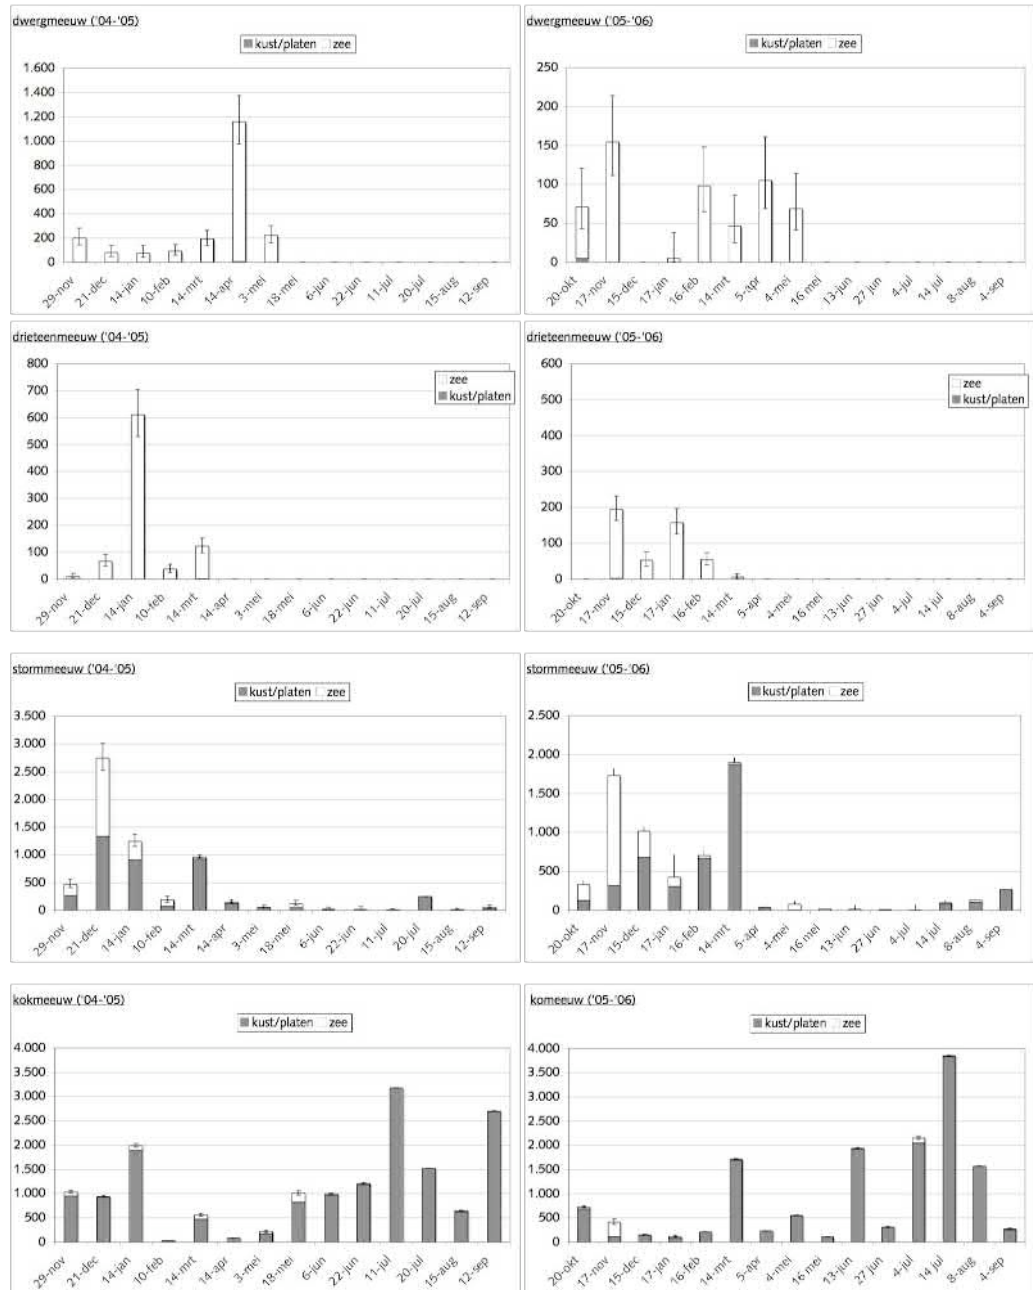 dwergmeeuw ('04-'05)
kust/platen zee
1.600
1.400
1.200
1.000
800
600
400
200
0
29-nov 21-dec 14-jan 10-feb 14-mrt 14-apr 3-mei 18-mei 6-jun 22-jun 11-jul 20-jul 15-aug 12-sep
dwergmeeuw ('05-'06)
kust/platen zee
250
200
150
100
50
0
20-okt 17-nov 15-dec 17-jan 16-feb 14-mrt 5-apr 4-mei 16 mei 13-jun 27 jun 4-jul 14 jul 8-aug 4-sep
drieteenmeeuw ('04-'05)
zee
kust/platen
800
700
600
500
400
300
200
100
0
29-nov 21-dec 14-jan 10-feb 14-mrt 14-apr 3-mei 18-mei 6-jun 22-jun 11-jul 20-jul 15-aug 12-sep
drieteenmeeuw ('05-'06)
zee
kust/platen
600
500
400
300
200
100
0
20-okt 17-nov 15-dec 17-jan 16-feb 14-mrt 5-apr 4-mei 16 mei 13-jun 27 jun 4-jul 14 jul 8-aug 4-sep
stormmeeuw ('04-'05)
kust/platen zee
3.500
3.000
2.500
2.000
1.500
1.000
500
0
29-nov 21-dec 14-jan 10-feb 14-mrt 14-apr 3-mei 18-mei 6-jun 22-jun 11-jul 20-jul 15-aug 12-sep
stormmeeuw ('05-'06)
kust/platen zee
2.500
2.000
1.500
1.000
500
0
20-okt 17-nov 15-dec 17-jan 16-feb 14-mrt 5-apr 4-mei 16 mei 13-jun 27 jun 4-jul 14 jul 8-aug 4-sep
kokmeeuw ('04-'05)
kust/platen zee
4.000
3.500
3.000
2.500
2.000
1.500
1.000
500
0
29-nov 21-dec 14-jan 10-feb 14-mrt 14-apr 3-mei 18-mei 6-jun 22-jun 11-jul 20-jul 15-aug 12-sep
komeeuw ('05-'06)
kust/platen zee
4.000
3.500
3.000
2.500
2.000
1.500
1.000
500
0
20-okt 17-nov 15-dec 17-jan 16-feb 14-mrt 5-apr 4-mei 16 mei 13-jun 27 jun 4-jul 14 jul 8-aug 4-sep